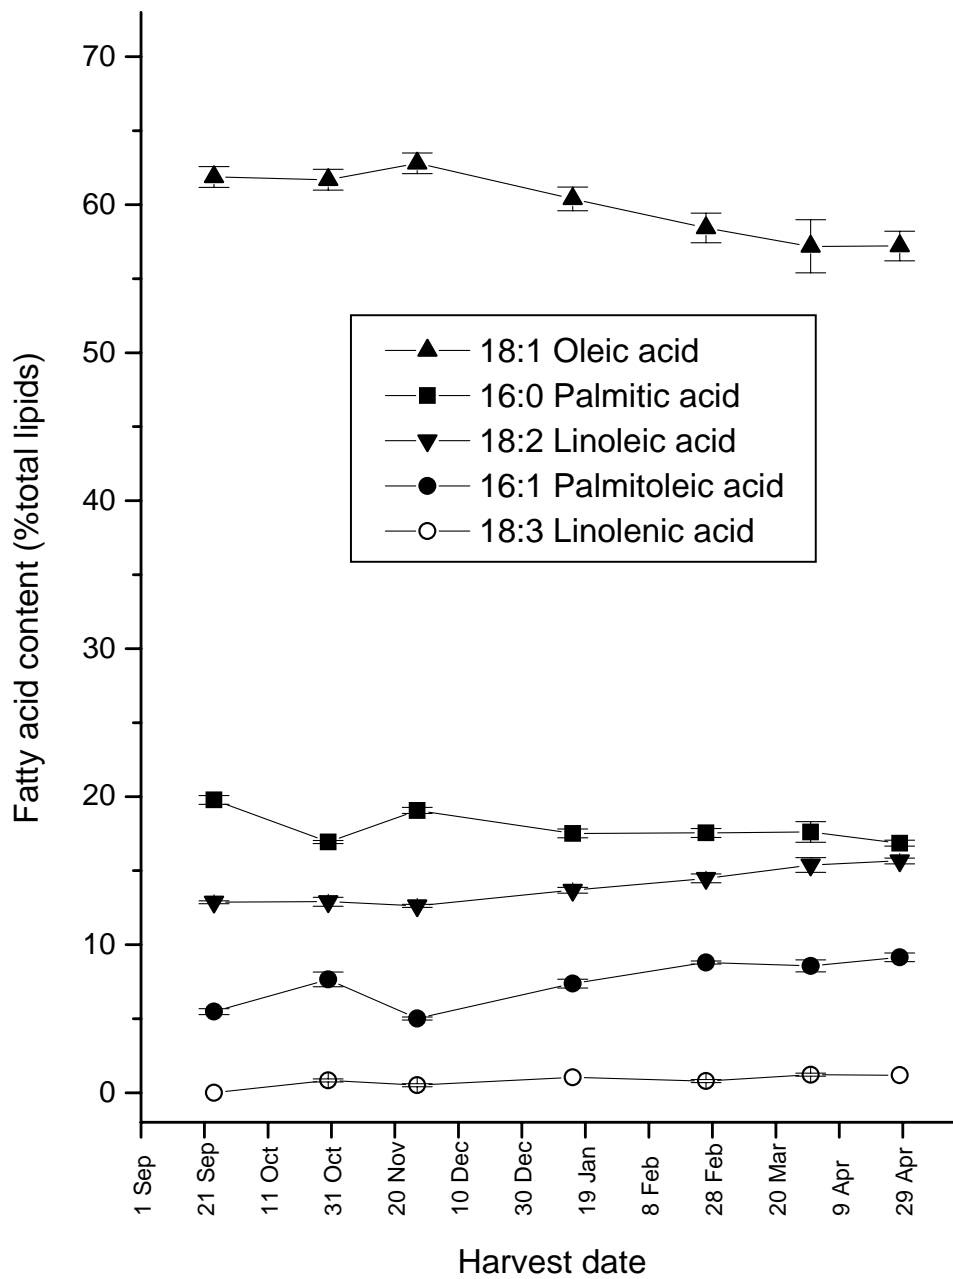 70
60
50
40
30
20
10
0
Fatty acid content (%total lipids)
18:1 Oleic acid
16:0 Palmitic acid
18:2 Linoleic acid
16:1 Palmitoleic acid
18:3 Linolenic acid
1 Sep
21 Sep
11 Oct
31 Oct
20 Nov
10 Dec
30 Dec
19 Jan
8 Feb
28 Feb
20 Mar
9 Apr
29 Apr
Harvest date